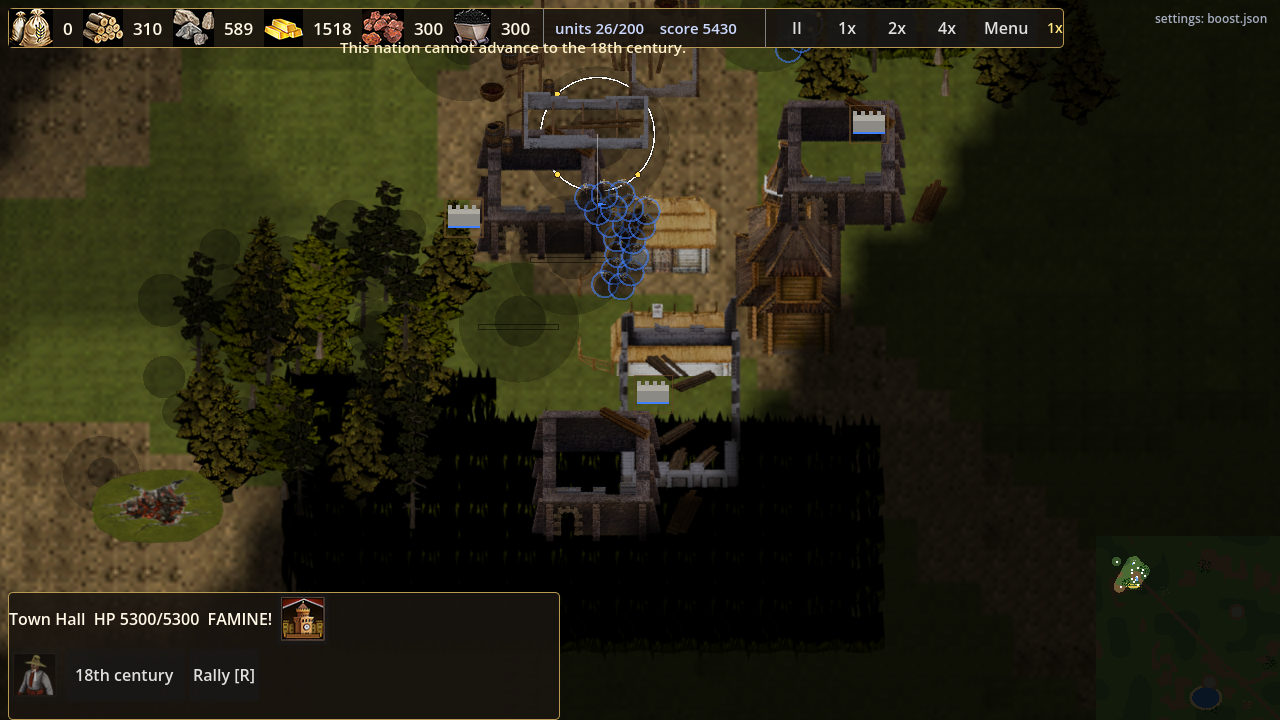 0 310 589 1518 300 300 units 26/200 score 5430 II 1x 2x 4x Menu 1x
settings: boost.json
This nation cannot advance to the 18th century.
Town Hall HP 5300/5300 FAMINE!
18th century Rally [R]